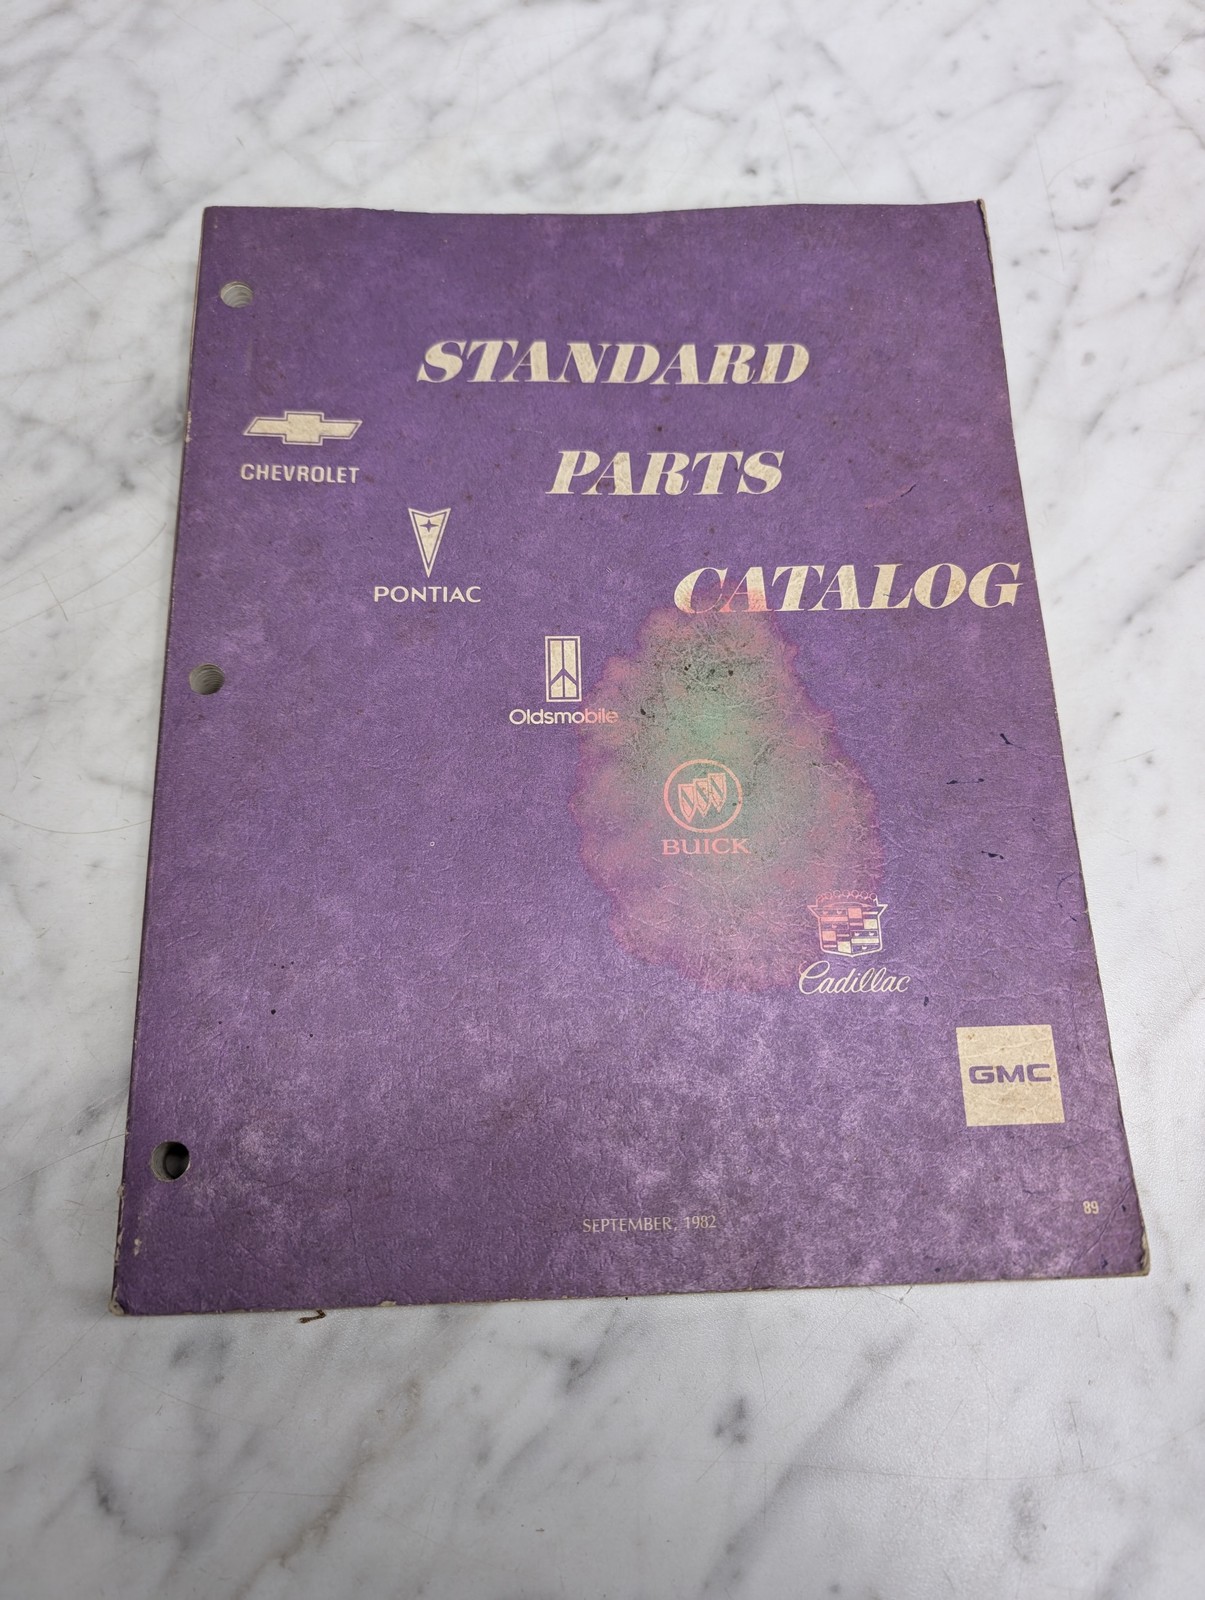 STANDARD
PARTS
CATALOG
CHEVROLET
PONTIAC
Oldsmobile
BUICK
Cadillac
GMC
SEPTEMBER, 1982
89